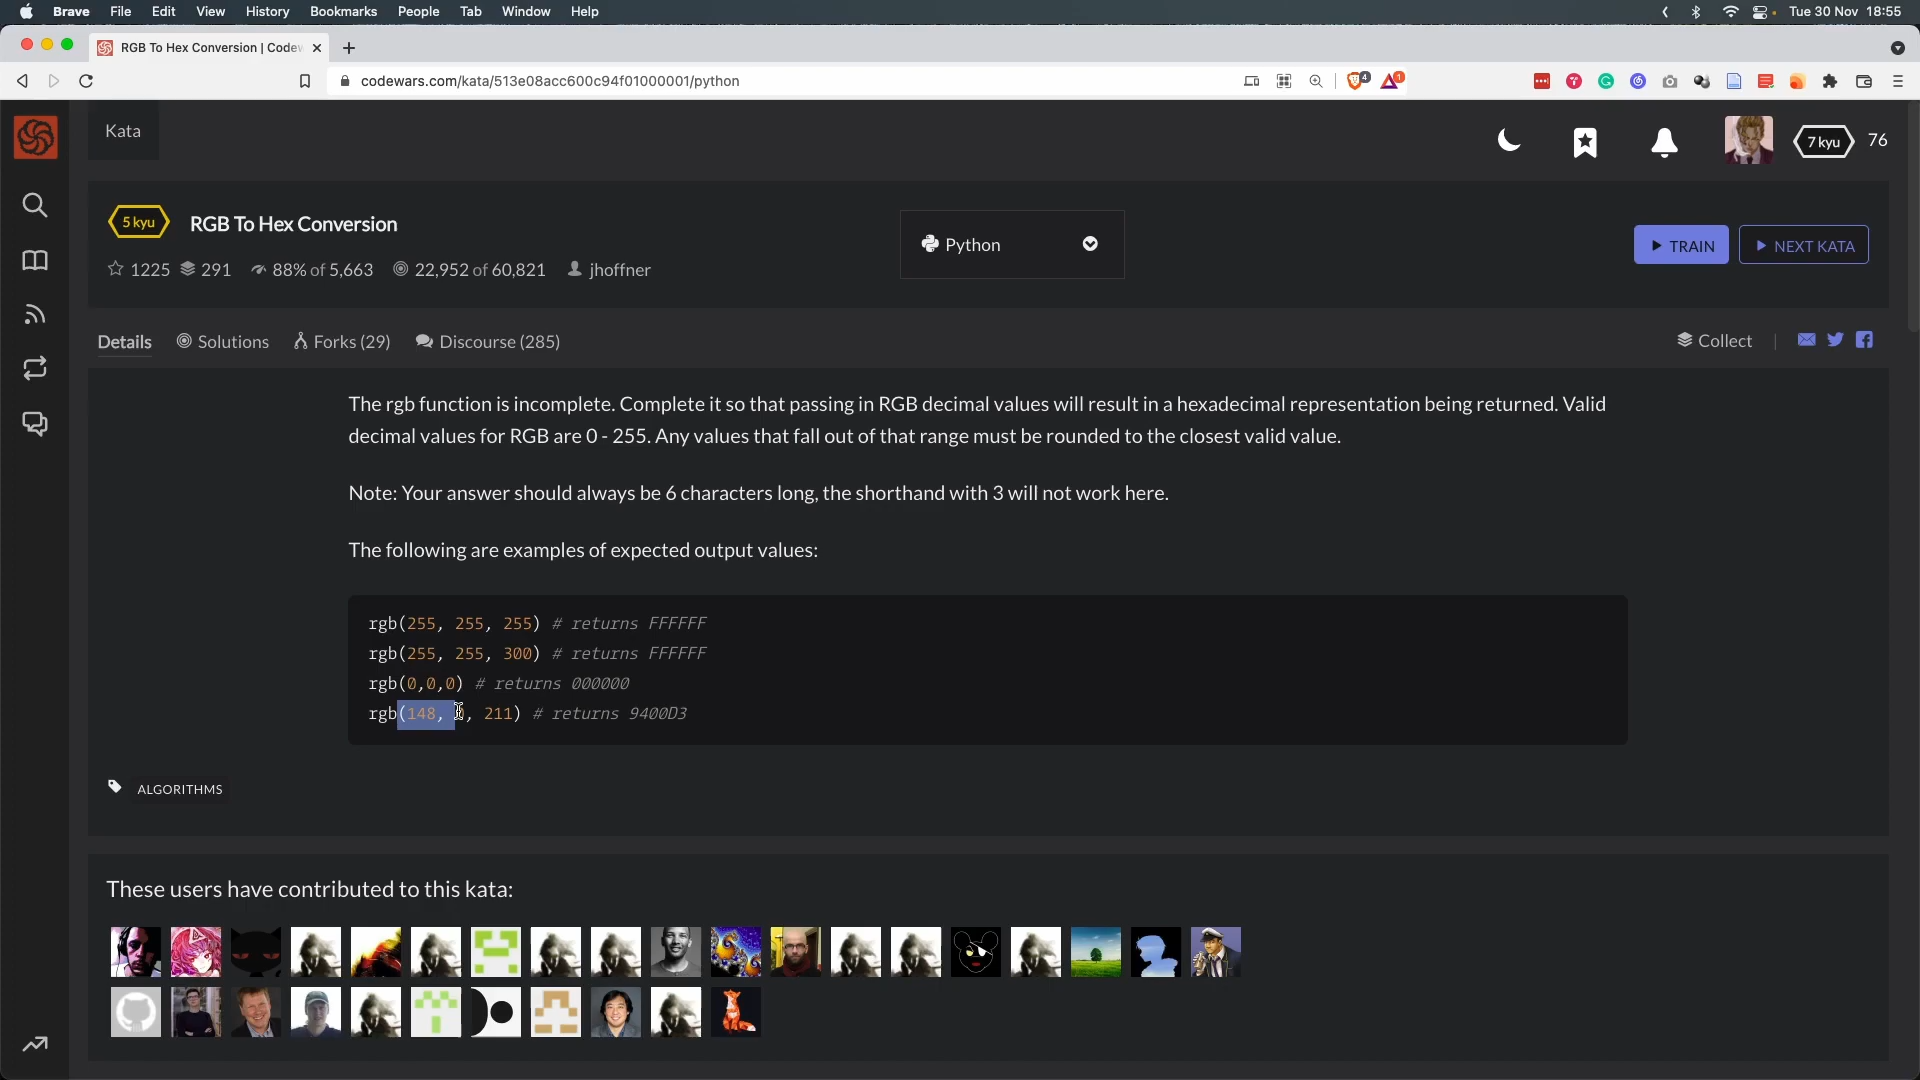 Brave File Edit View History Bookmarks People Tab Window Help Tue 30 Nov 18:55
RGB To Hex Conversion | Codew
codewars.com/kata/513e08acc600c94f01000001/python 4 1
Kata
7 kyu 76
5 kyu RGB To Hex Conversion
Python
TRAIN NEXT KATA
1225 291 88% of 5,663 22,952 of 60,821 jhoffner
Details Solutions Forks (29) Discourse (285) Collect
The rgb function is incomplete. Complete it so that passing in RGB decimal values will result in a hexadecimal representation being returned. Valid
decimal values for RGB are 0 - 255. Any values that fall out of that range must be rounded to the closest valid value.
Note: Your answer should always be 6 characters long, the shorthand with 3 will not work here.
The following are examples of expected output values:
rgb(255, 255, 255) # returns FFFFFF
rgb(255, 255, 300) # returns FFFFFF
rgb(0,0,0) # returns 000000
rgb(148, 0, 211) # returns 9400D3
ALGORITHMS
These users have contributed to this kata: